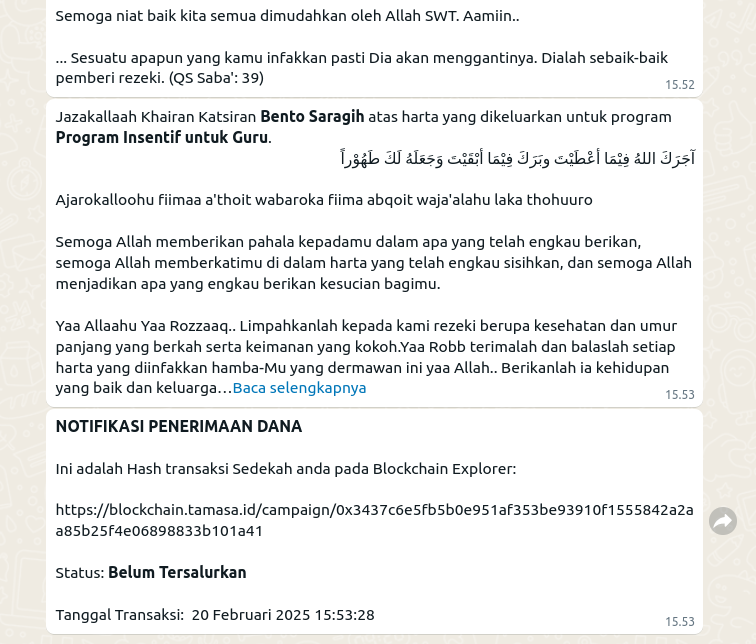 Semoga niat baik kita semua dimudahkan oleh Allah SWT. Aamiin..
... Sesuatu apapun yang kamu infakkan pasti Dia akan menggantinya. Dialah sebaik-baik
pemberi rezeki. (QS Saba': 39)
15.52
Jazakallaah Khairan Katsiran Bento Saragih atas harta yang dikeluarkan untuk program
Program Insentif untuk Guru.
آجَرَكَ اللهُ فِيْمَا أَعْطَيْتَ وبَرَكَ فِيْمَا أَبْقَيْتَ وَجَعَلَهُ لَكَ طَهُوْراً
Ajarokalloohu fiimaa a'thoit wabaroka fiima abqoit waja'alahu laka thohuuro
Semoga Allah memberikan pahala kepadamu dalam apa yang telah engkau berikan,
semoga Allah memberkatimu di dalam harta yang telah engkau sisihkan, dan semoga Allah
menjadikan apa yang engkau berikan kesucian bagimu.
Yaa Allaahu Yaa Rozzaaq.. Limpahkanlah kepada kami rezeki berupa kesehatan dan umur
panjang yang berkah serta keimanan yang kokoh.Yaa Robb terimalah dan balaslah setiap
harta yang diinfakkan hamba-Mu yang dermawan ini yaa Allah.. Berikanlah ia kehidupan
yang baik dan keluarga…Baca selengkapnya
15.53
NOTIFIKASI PENERIMAAN DANA
Ini adalah Hash transaksi Sedekah anda pada Blockchain Explorer:
https://blockchain.tamasa.id/campaign/0x3437c6e5fb5b0e951af353be93910f1555842a2a
a85b25f4e06898833b101a41
Status: Belum Tersalurkan
Tanggal Transaksi:  20 Februari 2025 15:53:28
15.53